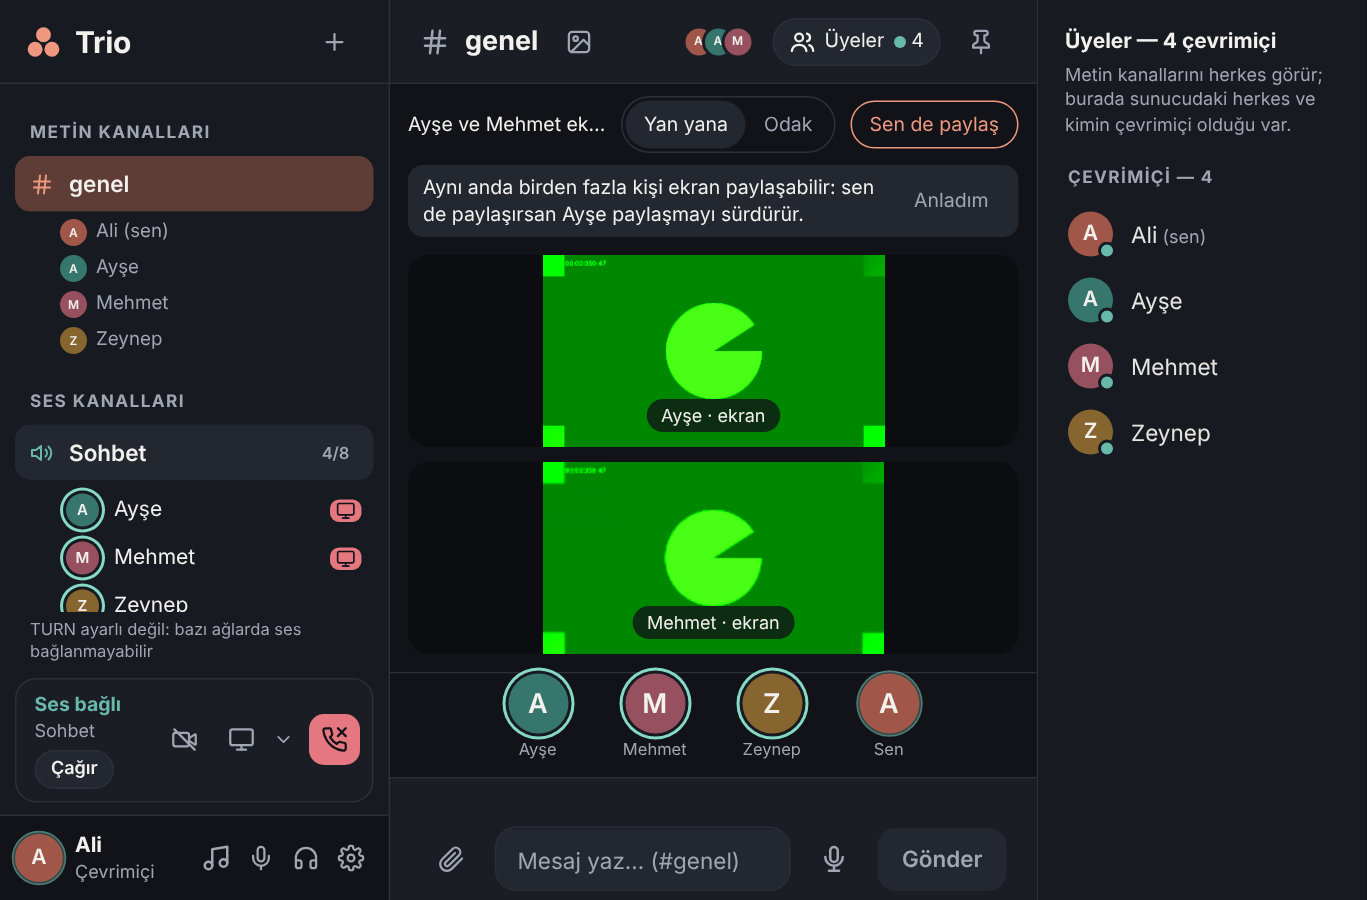 Trio
METİN KANALLARI
genel
A Ali (sen)
A Ayşe
M Mehmet
Z Zeynep
SES KANALLARI
Sohbet 4/8
A Ayşe
M Mehmet
Z Zeynep
TURN ayarlı değil: bazı ağlarda ses
bağlanmayabilir
Ses bağlı
Sohbet
Çağır
A Ali
Çevrimiçi
# genel
A A M
Üyeler 4
Ayşe ve Mehmet ek...
Yan yana
Odak
Sen de paylaş
Aynı anda birden fazla kişi ekran paylaşabilir: sen
de paylaşırsan Ayşe paylaşmayı sürdürür.
Anladım
Ayşe · ekran
Mehmet · ekran
A M Z A
Ayşe Mehmet Zeynep Sen
Mesaj yaz... (#genel)
Gönder
Üyeler — 4 çevrimiçi
Metin kanallarını herkes görür;
burada sunucudaki herkes ve
kimin çevrimiçi olduğu var.
ÇEVRİMİÇİ — 4
A Ali (sen)
A Ayşe
M Mehmet
Z Zeynep